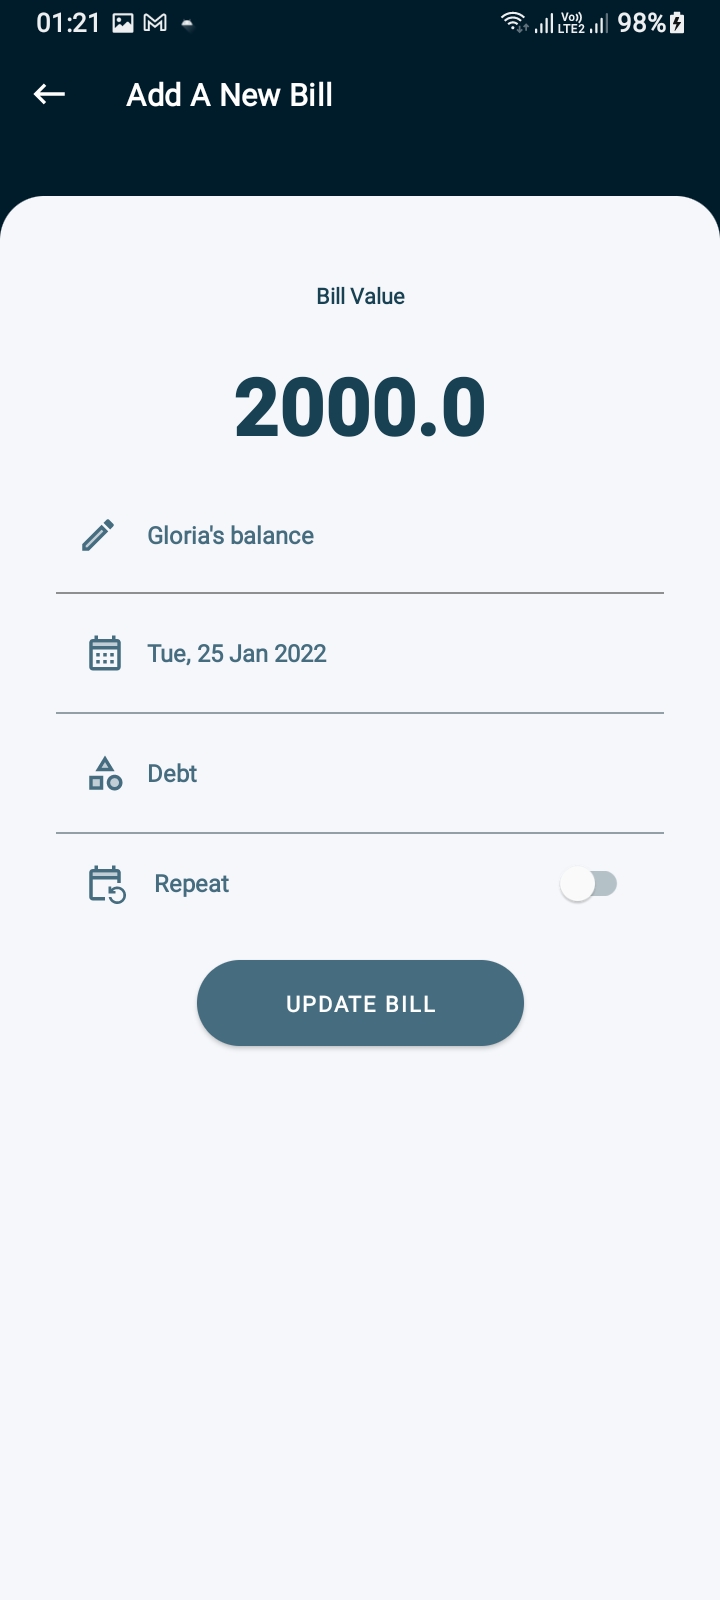 01:21 Vo)) LTE2 98%
Add A New Bill
Bill Value
2000.0
Gloria's balance
Tue, 25 Jan 2022
Debt
Repeat
UPDATE BILL